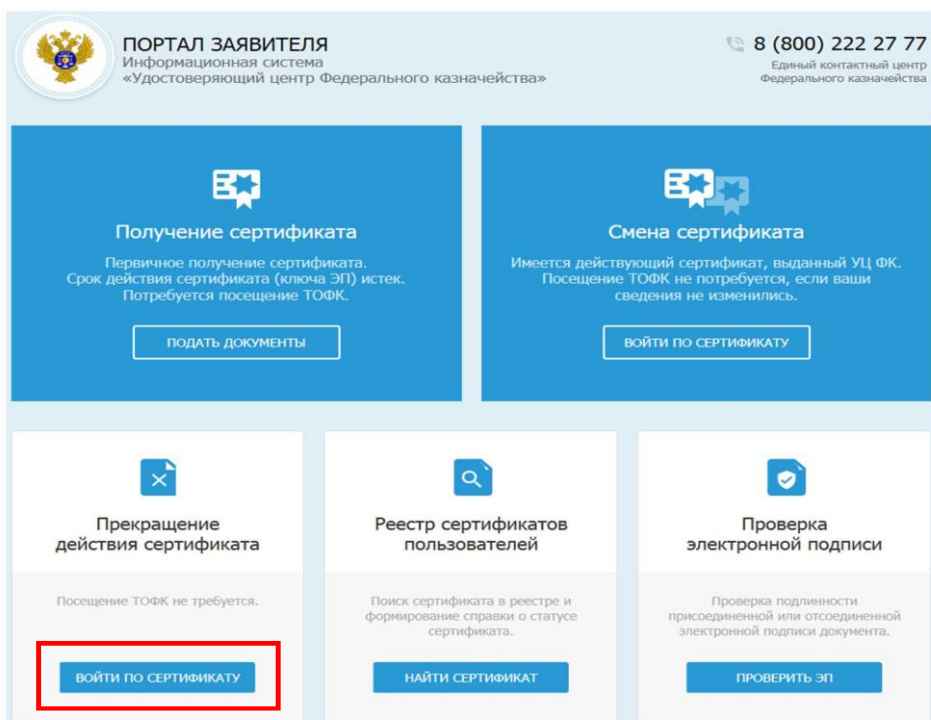 ПОРТАЛ ЗАЯВИТЕЛЯ
Информационная система
«Удостоверяющий центр Федерального казначейства»
8 (800) 222 27 77
Единый контактный центр
Федерального казначейства
Получение сертификата
Первичное получение сертификата.
Срок действия сертификата (ключа ЭП) истек.
Потребуется посещение ТОФК.
ПОДАТЬ ДОКУМЕНТЫ
Смена сертификата
Имеется действующий сертификат, выданный УЦ ФК.
Посещение ТОФК не потребуется, если ваши
сведения не изменились.
ВОЙТИ ПО СЕРТИФИКАТУ
Прекращение
действия сертификата
Посещение ТОФК не требуется.
ВОЙТИ ПО СЕРТИФИКАТУ
Реестр сертификатов
пользователей
Поиск сертификата в реестре и
формирование справки о статусе
сертификата.
НАЙТИ СЕРТИФИКАТ
Проверка
электронной подписи
Проверка подлинности
присоединенной или отсоединенной
электронной подписи документа.
ПРОВЕРИТЬ ЭП